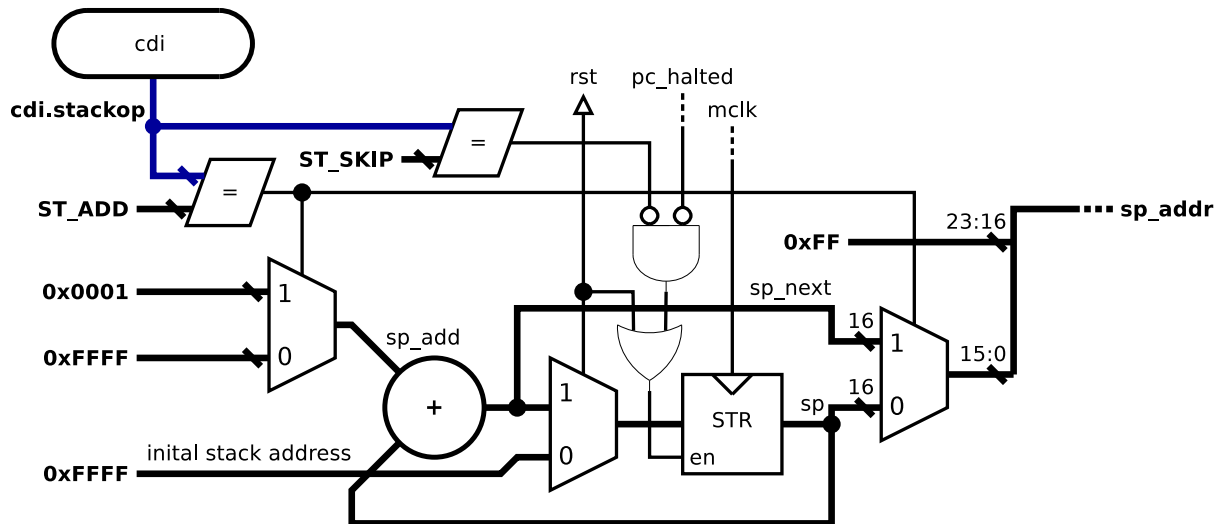 cdi
rst
pc_halted
mclk
cdi.stackop
=
ST_SKIP
=
ST_ADD
sp_addr
23:16
0xFF
0x0001
1
sp_next
16
1
0xFFFF
0
sp_add
15:0
+
1
STR
sp
16
0
inital stack address
0
en
0xFFFF